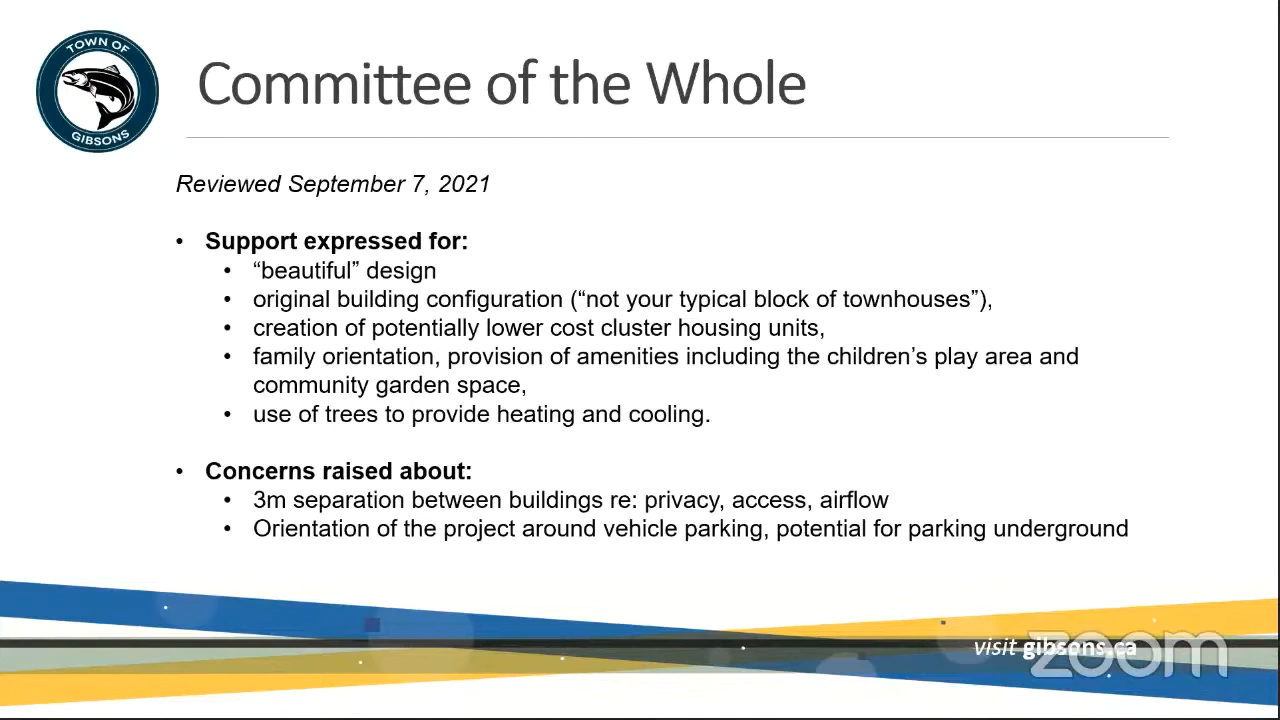 TOWN OF
GIBSONS
Committee of the Whole
Reviewed September 7, 2021
• Support expressed for:
• “beautiful” design
• original building configuration (“not your typical block of townhouses”),
• creation of potentially lower cost cluster housing units,
• family orientation, provision of amenities including the children’s play area and
community garden space,
• use of trees to provide heating and cooling.
• Concerns raised about:
• 3m separation between buildings re: privacy, access, airflow
• Orientation of the project around vehicle parking, potential for parking underground
visit gibsons.ca
zoom